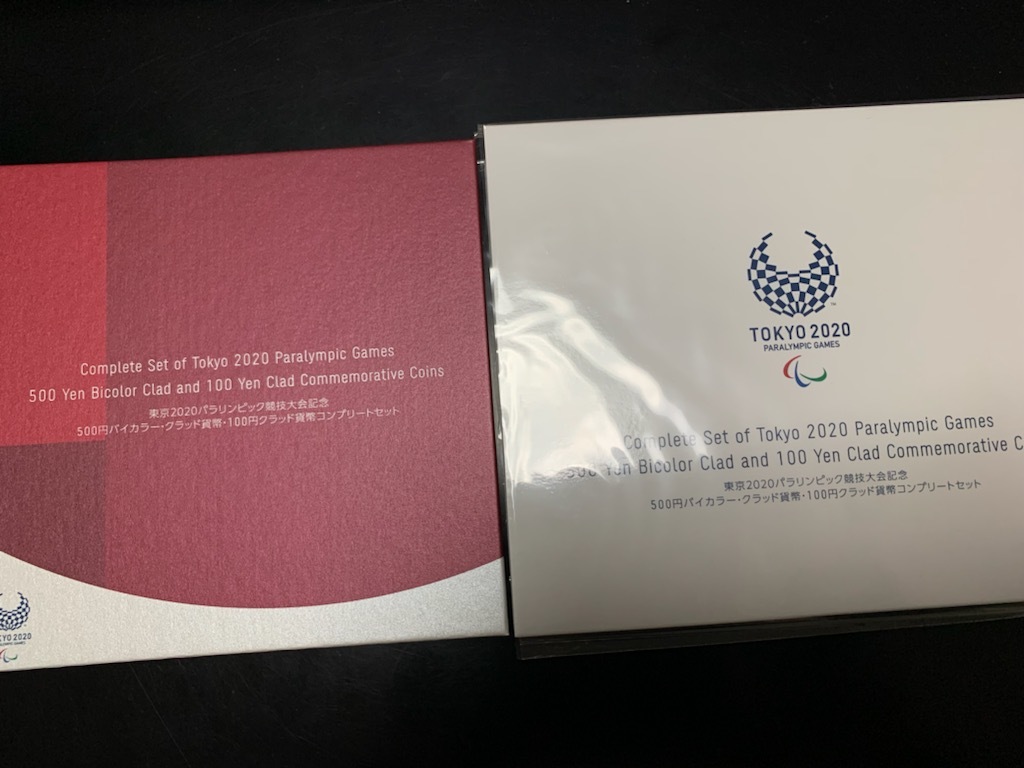 Complete Set of Tokyo 2020 Paralympic Games
500 Yen Bicolor Clad and 100 Yen Clad Commemorative Coins
東京2020パラリンピック競技大会記念
500円バイカラー・クラッド貨幣・100円クラッド貨幣コンプリートセット
KYO 2020
TOKYO 2020
PARALYMPIC GAMES
Complete Set of Tokyo 2020 Paralympic Games
500 Yen Bicolor Clad and 100 Yen Clad Commemorative C
東京2020パラリンピック競技大会記念
500円バイカラー・クラッド貨幣・100円クラッド貨幣コンプリートセット